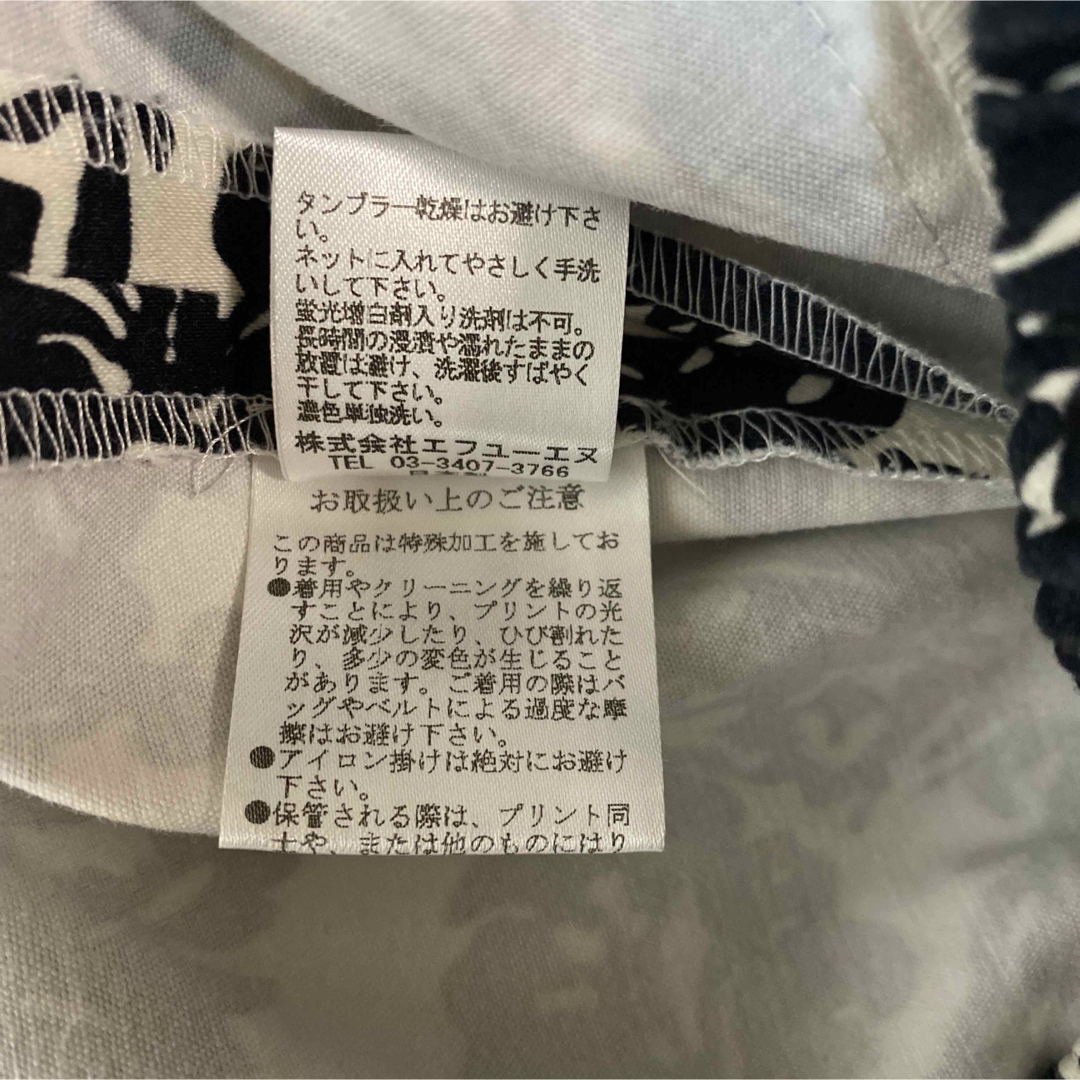 タンブラー乾燥はお避け下さ
い。
ネットに入れてやさしく手洗
いして下さい。
蛍光増白剤入り洗剤は不可。
長時間の浸漬や濡れたままの
放置は避け、洗濯後すばやく
干して下さい。
濃色単独洗い。
株式会社エフユーエヌ
TEL 03-3407-3766
お取扱い上のご注意
この商品は特殊加工を施してお
ります。
●着用やクリーニングを繰り返
すことにより、プリントの光
沢が減少したり、ひび割れた
り、多少の変色が生じること
があります。ご着用の際はバ
ッグやベルトによる過度な摩
擦はお避け下さい。
●アイロン掛けは絶対にお避け
下さい。
●保管される際は、プリント同
士や、または他のものにはり